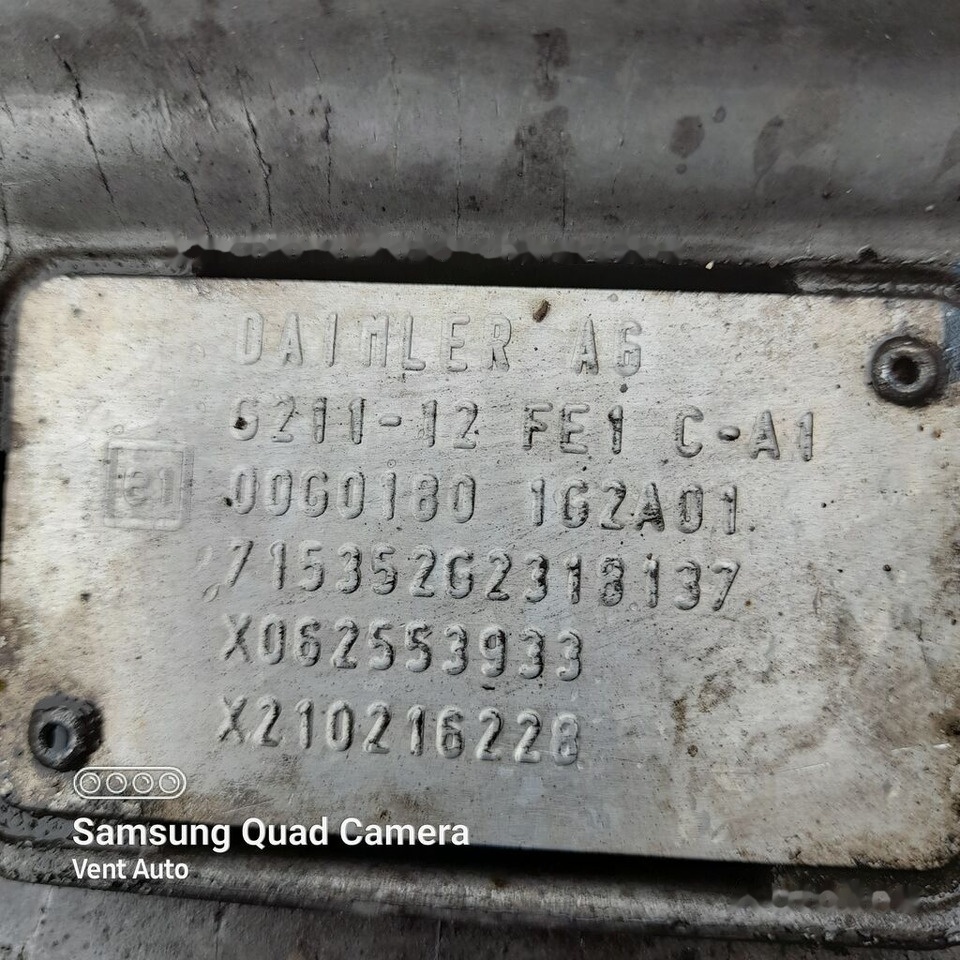 DAIMLER AG
G211-12 FE1 C-A1
00G0180 1G2A01
715352G2318137
X062553933
X210216228
Samsung Quad Camera
Vent Auto